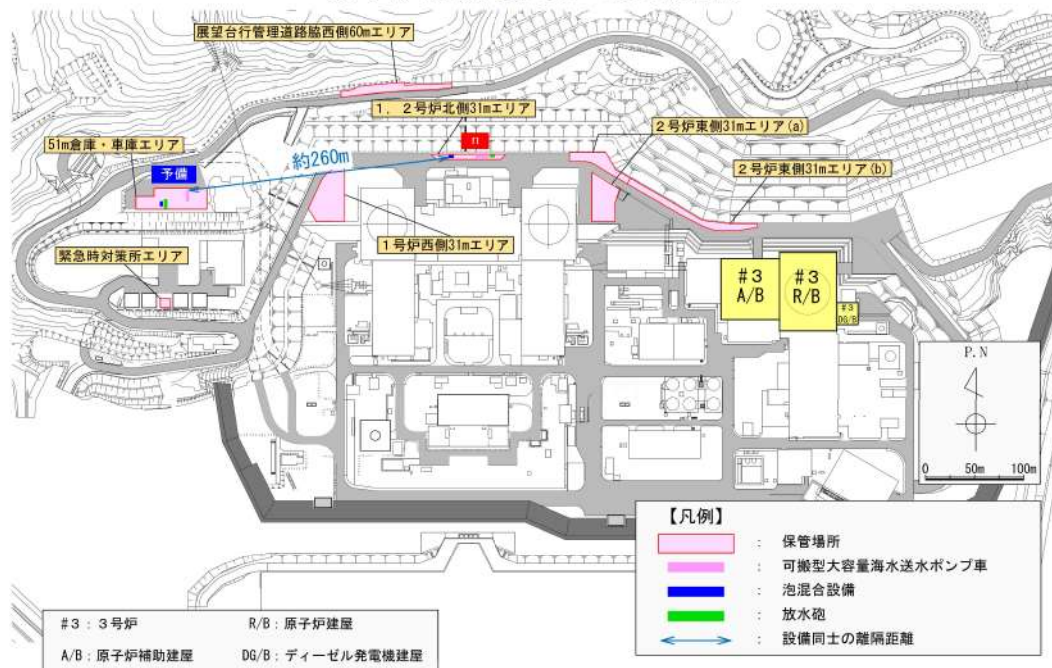 展望台行管理道路脇西側60mエリア
1，2号炉北側31mエリア
n
2号炉東側31mエリア(a)
51m倉庫・車庫エリア
予備
約260m
2号炉東側31mエリア(b)
1号炉西側31mエリア
緊急時対策所エリア
#3
A/B
#3
R/B
#3
DG/B
P.N
0 50m 100m
【凡例】
： 保管場所
： 可搬型大容量海水送水ポンプ車
： 泡混合設備
： 放水砲
： 設備同士の離隔距離
#3：3号炉 R/B：原子炉建屋
A/B：原子炉補助建屋 DG/B：ディーゼル発電機建屋